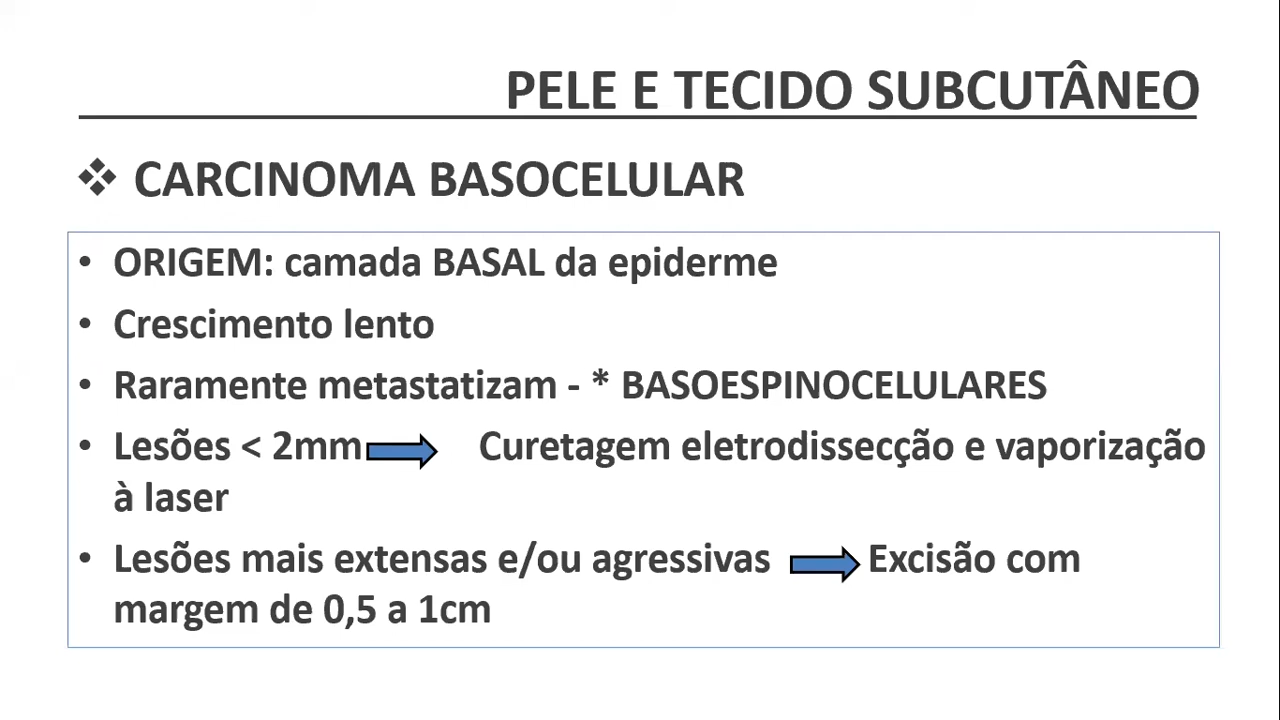 PELE E TECIDO SUBCUTÂNEO
❖ CARCINOMA BASOCELULAR
• ORIGEM: camada BASAL da epiderme
• Crescimento lento
• Raramente metastatizam - * BASOESPINOCELULARES
• Lesões < 2mm Curetagem eletrodissecção e vaporização
à laser
• Lesões mais extensas e/ou agressivas Excisão com
margem de 0,5 a 1cm